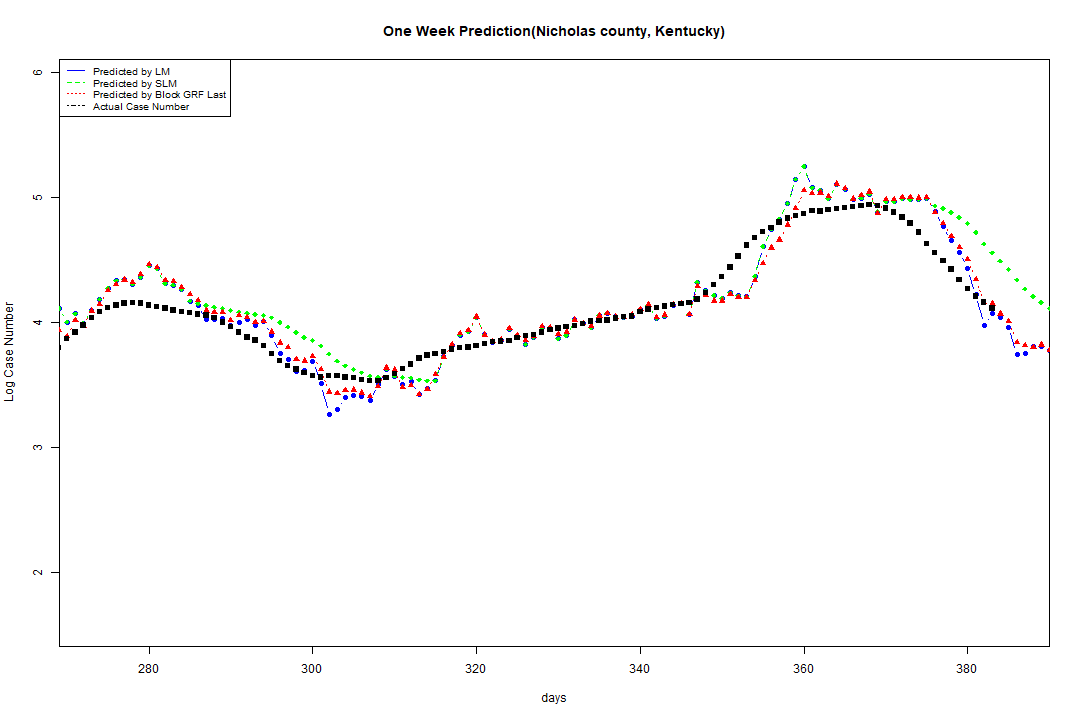 One Week Prediction(Nicholas county, Kentucky)
Predicted by LM
Predicted by SLM
Predicted by Block GRF Last
Actual Case Number
6
5
4
3
2
Log Case Number
280 300 320 340 360 380
days